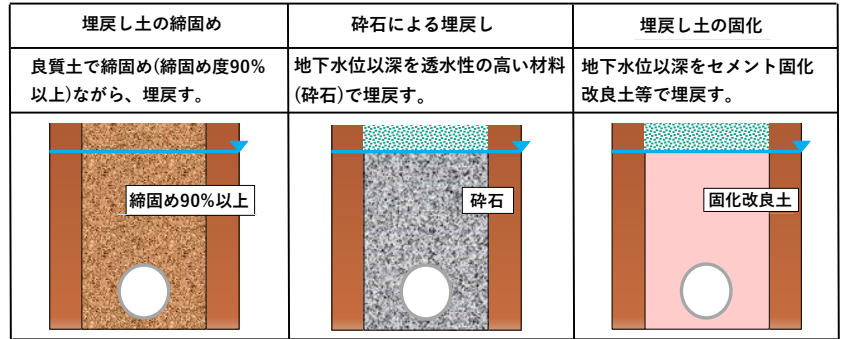 埋戻し土の締固め
砕石による埋戻し
埋戻し土の固化
良質土で締固め(締固め度90%
以上)ながら、埋戻す。
地下水位以深を透水性の高い材料
(砕石)で埋戻す。
地下水位以深をセメント固化
改良土等で埋戻す。
締固め90%以上
砕石
固化改良土